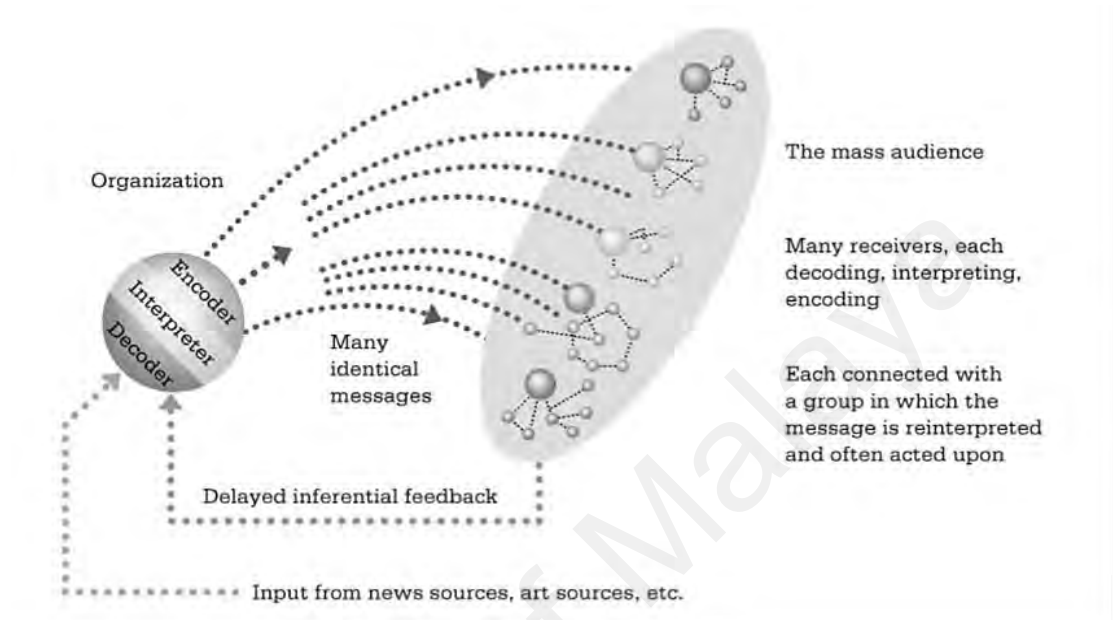 Organization
Encoder
Interpreter
Decoder
Many
identical
messages
The mass audience
Many receivers, each
decoding, interpreting,
encoding
Each connected with
a group in which the
message is reinterpreted
and often acted upon
Delayed inferential feedback
Input from news sources, art sources, etc.
of Malaya